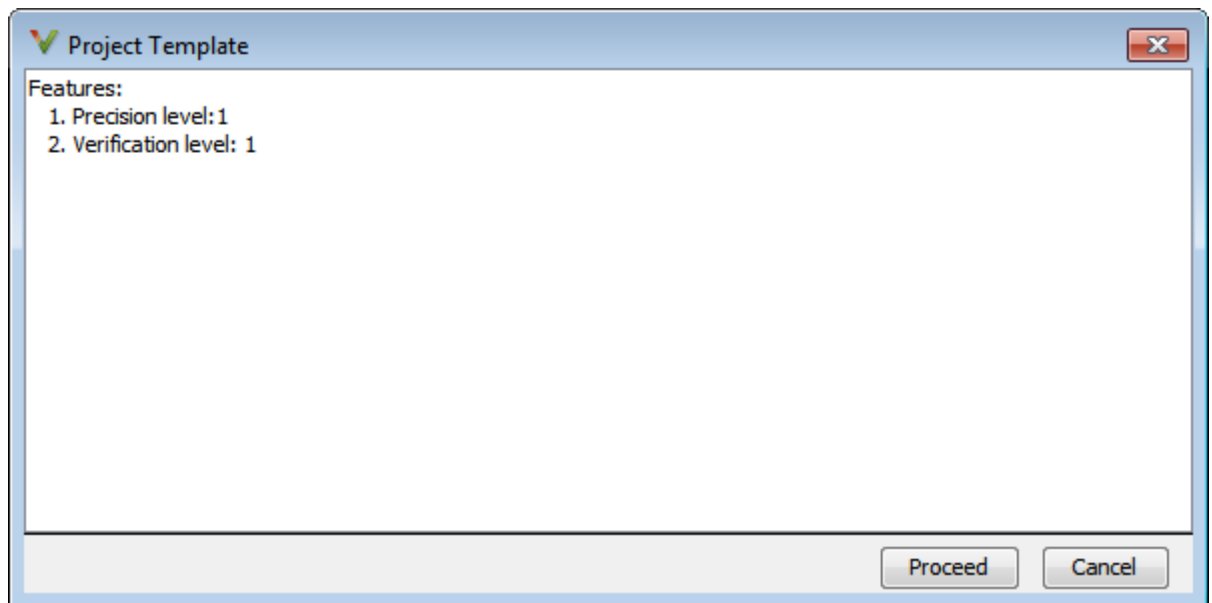 Project Template
Features:
1. Precision level:1
2. Verification level: 1
Proceed
Cancel